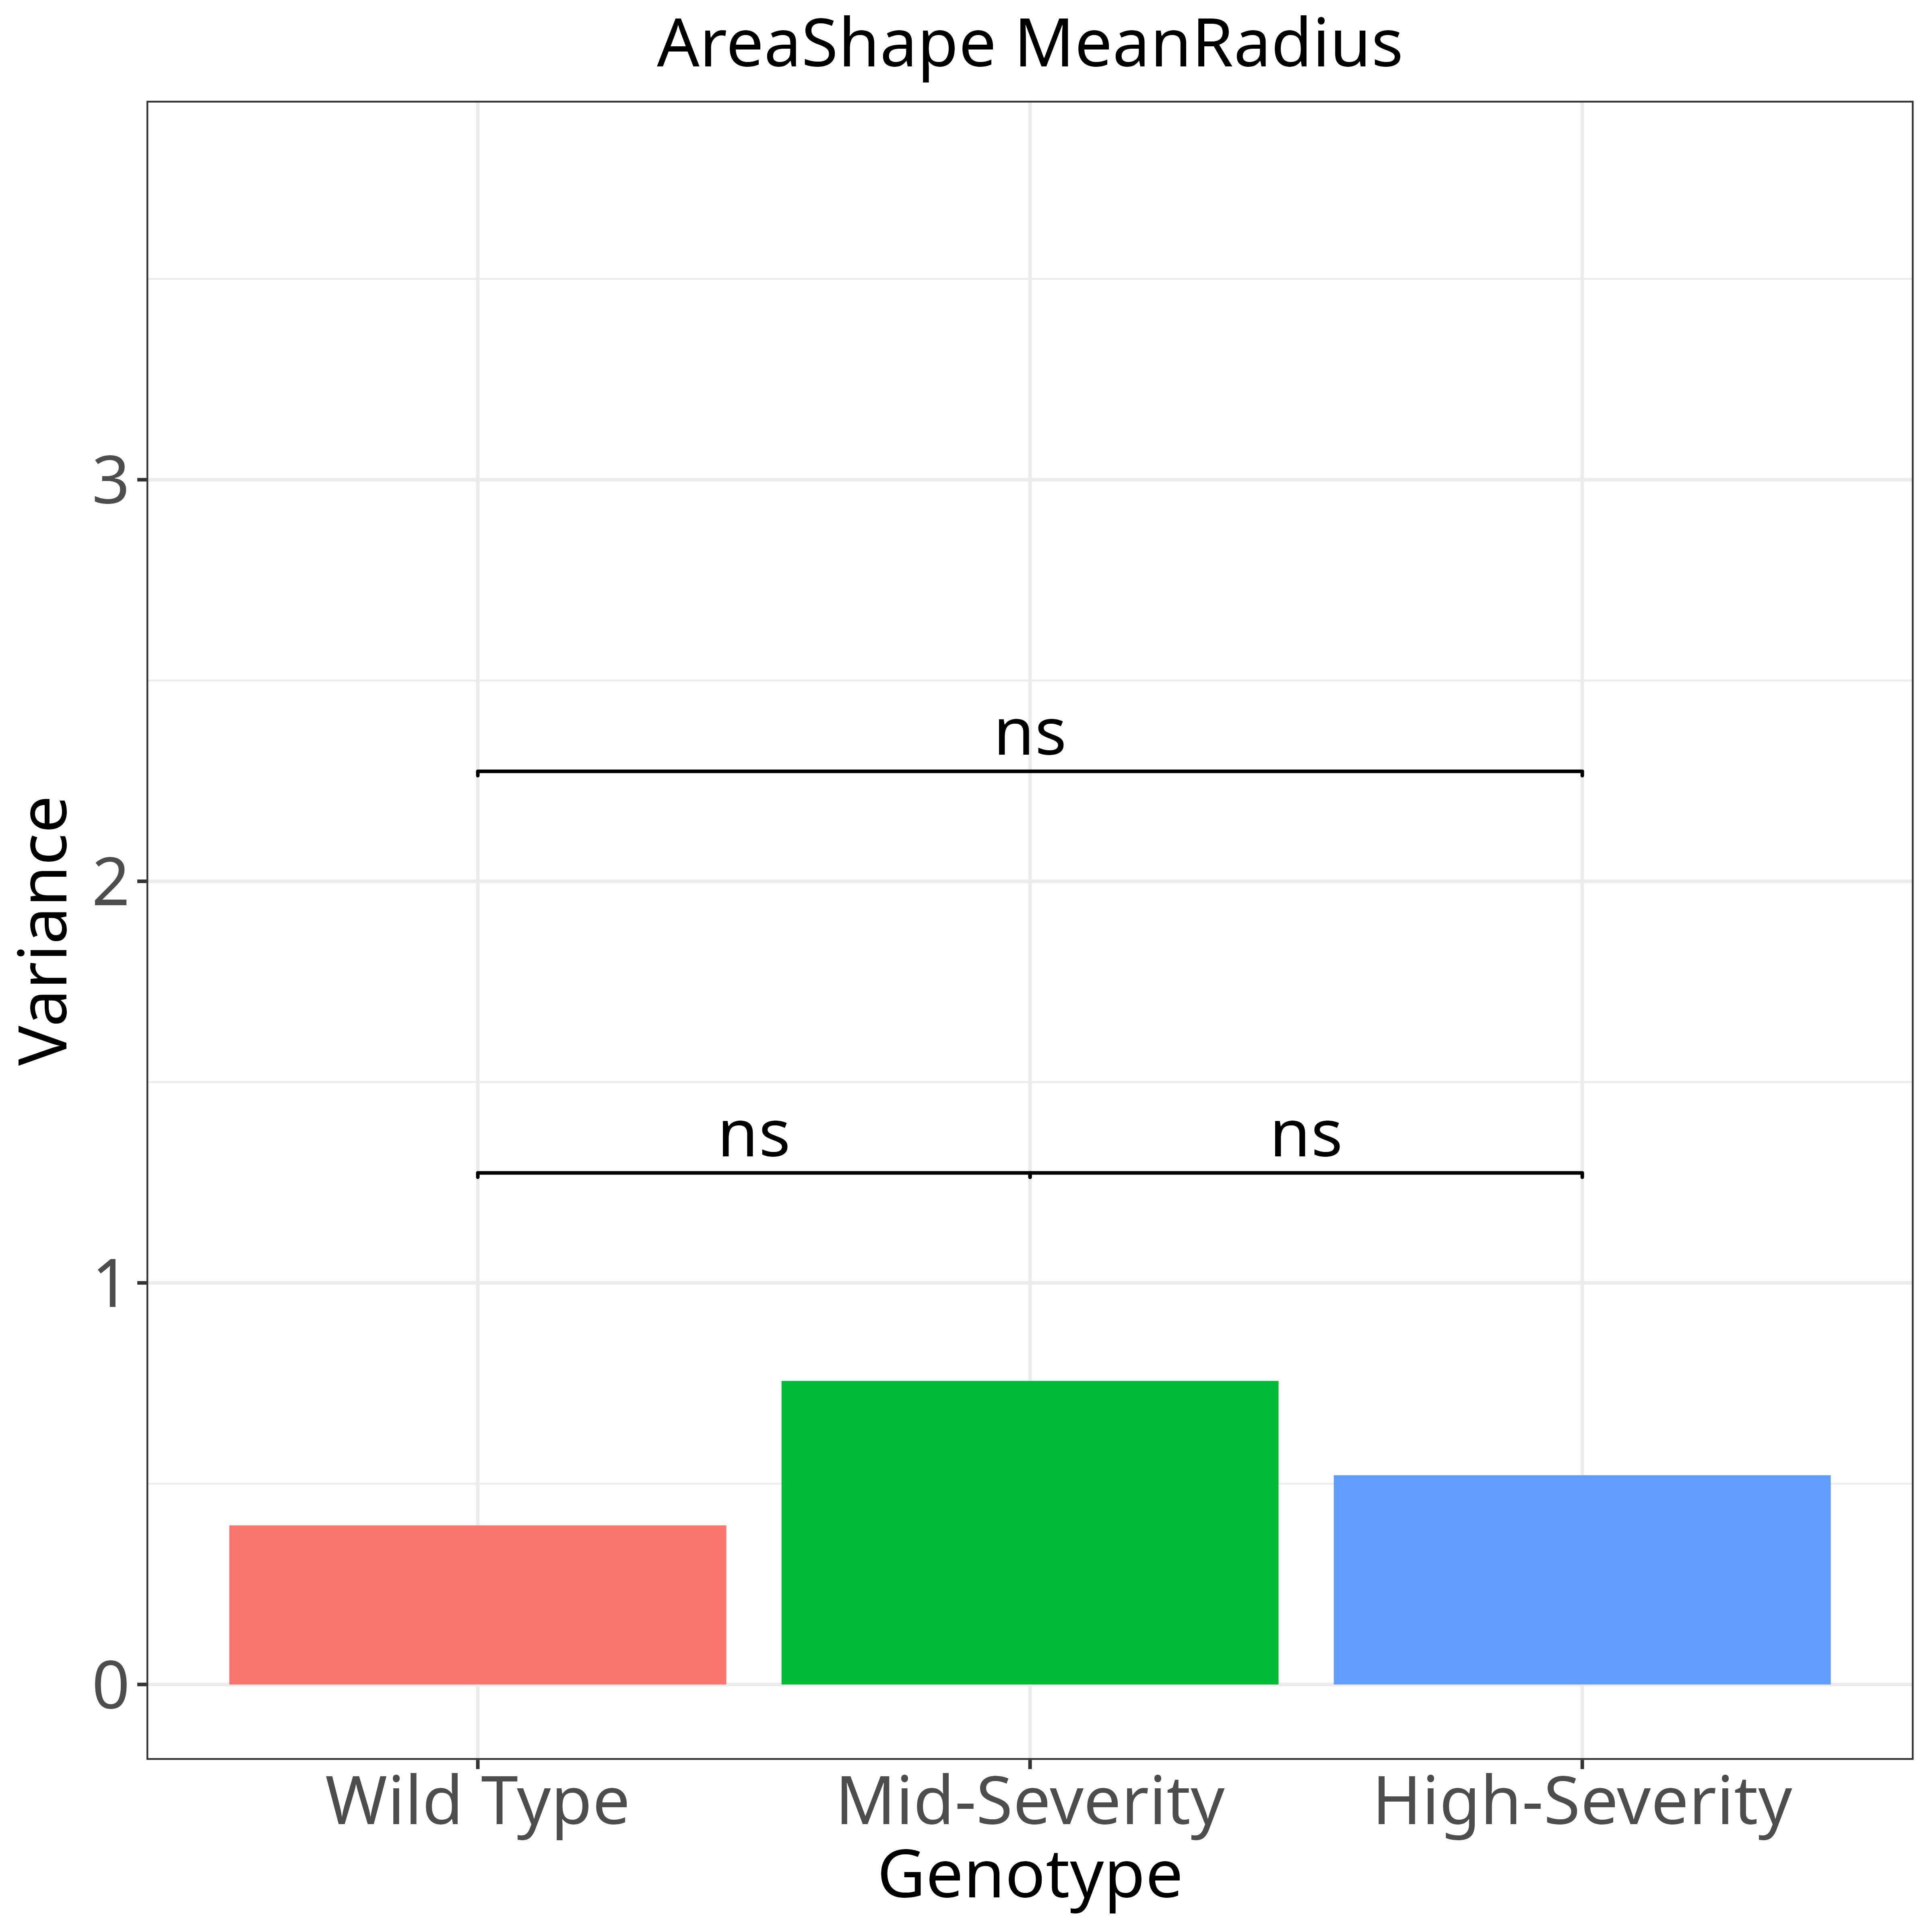 AreaShape MeanRadius
3
ns
2
Variance
ns ns
1
0
Wild Type Mid-Severity High-Severity
Genotype